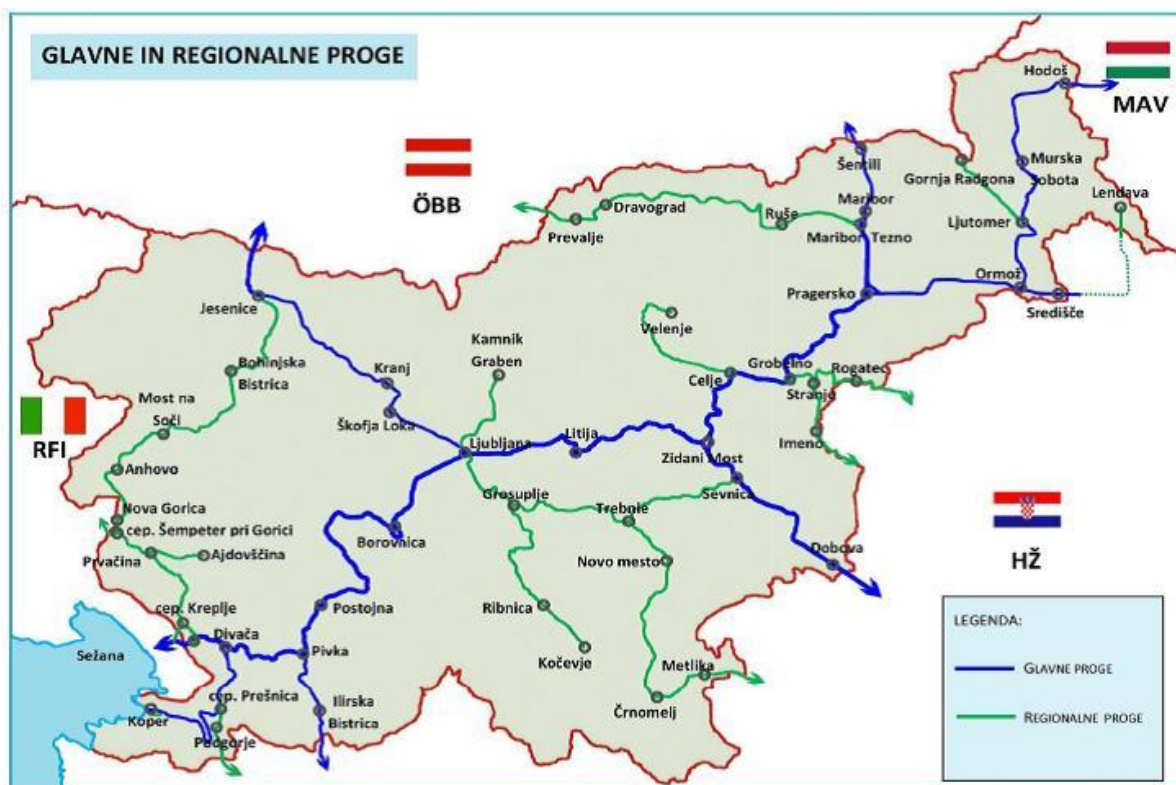 GLAVNE IN REGIONALNE PROGE
MAV
ÖBB
RFI
HŽ
Hodoš
Šentilj
Murska
Sobota
Gornja Radgona
Lendava
Maribor
Dravograd
Ruše
Prevalje
Maribor Tezno
Ljutomer
Ormož
Pragersko
Središče
Jesenice
Velenje
Kamnik
Graben
Bohinjska
Bistrica
Kranj
Grobelno
Rogatec
Celje
Stranje
Most na
Soči
Škofja Loka
Ljubljana
Litija
Imeno
Zidani Most
Anhovo
Sevnica
Grosuplje
Trebnje
Nova Gorica
cep. Šempeter pri Gorici
Borovnica
Prvačina
Ajdovščina
Dobova
Novo mesto
cep. Kreplje
Postojna
Ribnica
Divača
Sežana
Pivka
Kočevje
Metlika
cep. Prešnica
Ilirska
Bistrica
Koper
Črnomelj
Podgorje
LEGENDA:
GLAVNE PROGE
REGIONALNE PROGE